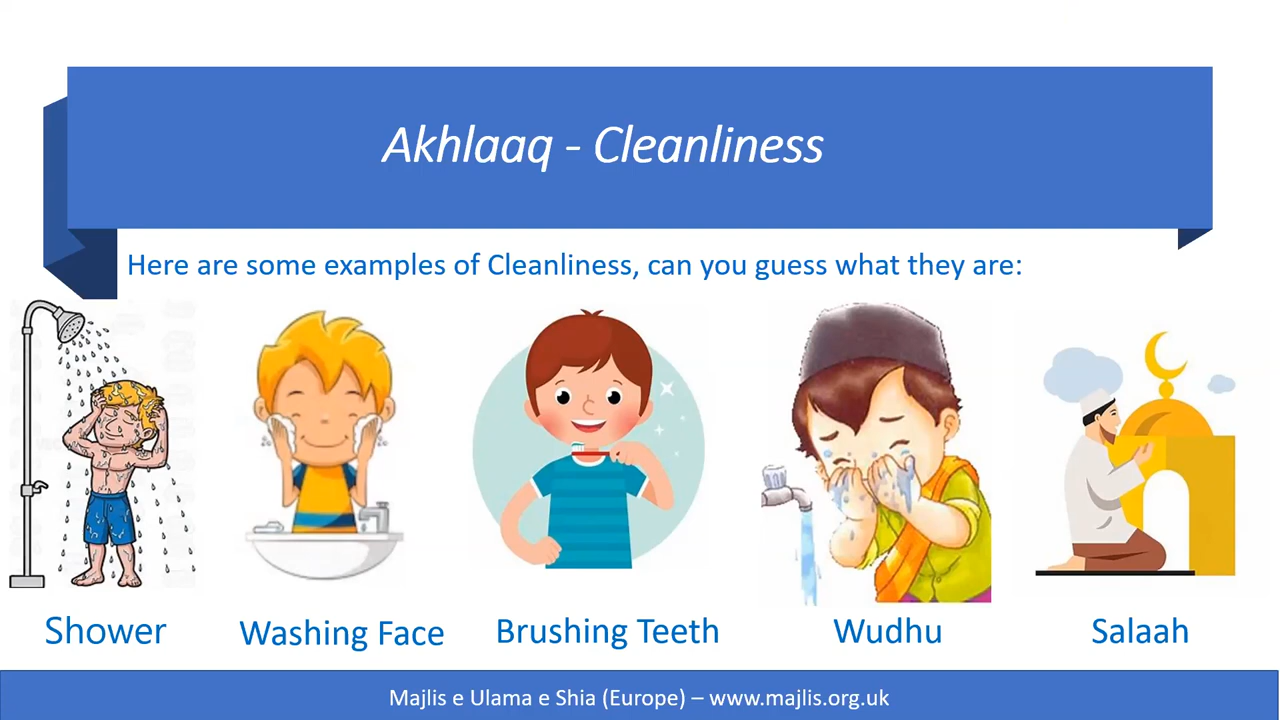 Akhlaaq - Cleanliness
Here are some examples of Cleanliness, can you guess what they are:
Shower
Washing Face
Brushing Teeth
Wudhu
Salaah
Majlis e Ulama e Shia (Europe) – www.majlis.org.uk